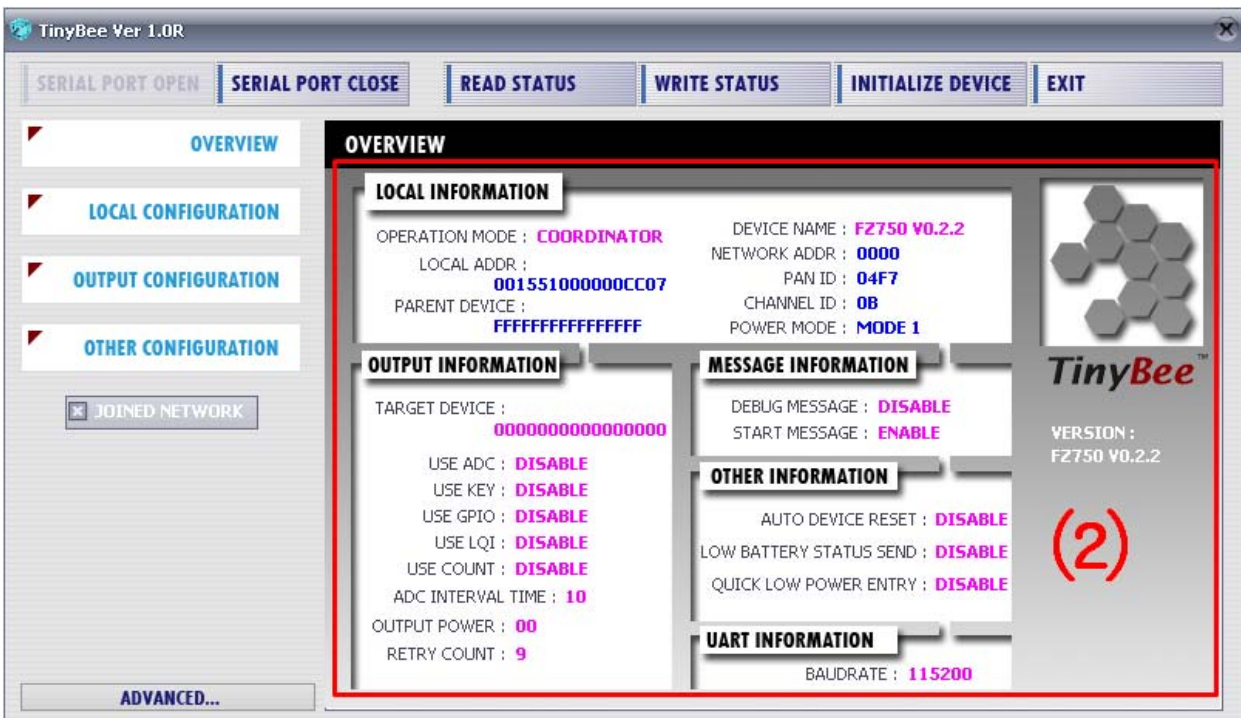 TinyBee Ver 1.0R
SERIAL PORT OPEN
SERIAL PORT CLOSE
READ STATUS
WRITE STATUS
INITIALIZE DEVICE
EXIT
OVERVIEW
LOCAL CONFIGURATION
OUTPUT CONFIGURATION
OTHER CONFIGURATION
JOINED NETWORK
ADVANCED...
OVERVIEW
LOCAL INFORMATION
OPERATION MODE : COORDINATOR
LOCAL ADDR :
001551000000CC07
PARENT DEVICE :
FFFFFFFFFFFFFFFF
DEVICE NAME : FZ750 V0.2.2
NETWORK ADDR : 0000
PAN ID : 04F7
CHANNEL ID : 0B
POWER MODE : MODE 1
OUTPUT INFORMATION
TARGET DEVICE :
0000000000000000
USE ADC : DISABLE
USE KEY : DISABLE
USE GPIO : DISABLE
USE LQI : DISABLE
USE COUNT : DISABLE
ADC INTERVAL TIME : 10
OUTPUT POWER : 00
RETRY COUNT : 9
MESSAGE INFORMATION
DEBUG MESSAGE : DISABLE
START MESSAGE : ENABLE
OTHER INFORMATION
AUTO DEVICE RESET : DISABLE
LOW BATTERY STATUS SEND : DISABLE
QUICK LOW POWER ENTRY : DISABLE
UART INFORMATION
BAUDRATE : 115200
TinyBee™
VERSION :
FZ750 V0.2.2
(2)